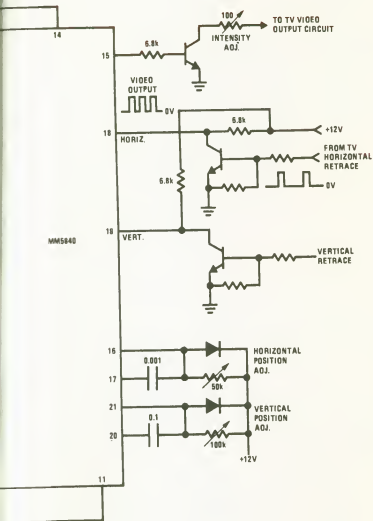 14
100
TO TV VIDEO
OUTPUT CIRCUIT
INTENSITY
ADJ.
15
6.8k
VIDEO
OUTPUT
0V
6.8k
+12V
18
HORIZ.
FROM TV
HORIZONTAL
RETRACE
0V
6.8k
19
VERT.
MM5840
VERTICAL
RETRACE
16
HORIZONTAL
POSITION
ADJ.
0.001
17
50k
21
VERTICAL
POSITION
ADJ.
0.1
20
100k
+12V
11